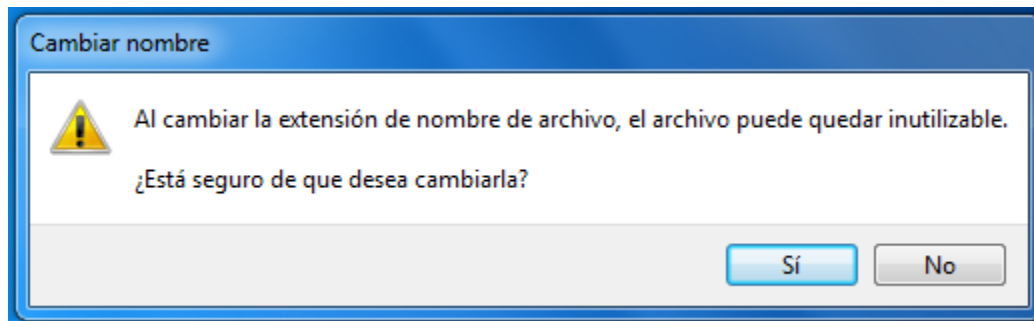 Cambiar nombre
Al cambiar la extensión de nombre de archivo, el archivo puede quedar inutilizable.
¿Está seguro de que desea cambiarla?
Sí No